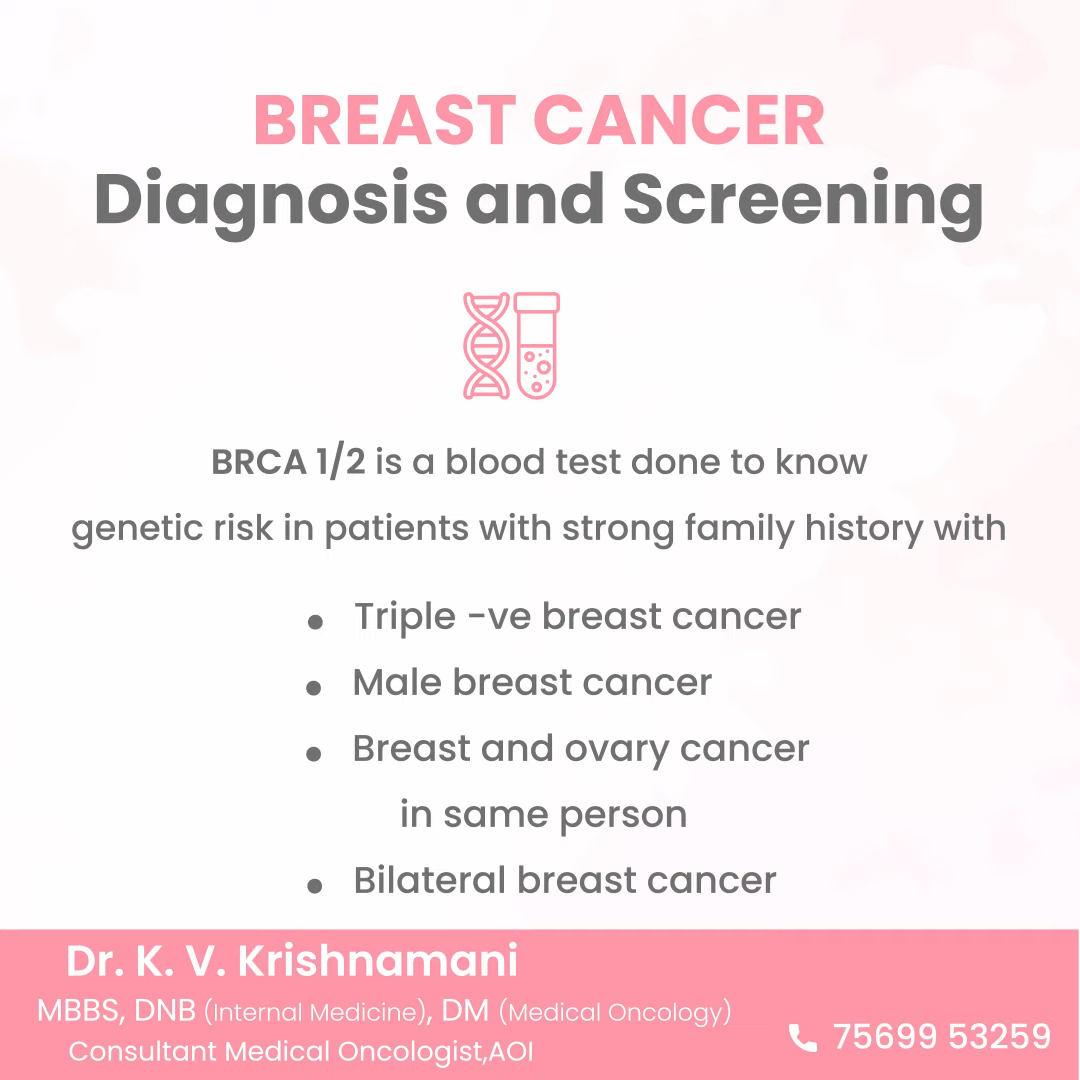 BREAST CANCER
Diagnosis and Screening
BRCA 1/2 is a blood test done to know
genetic risk in patients with strong family history with
• Triple -ve breast cancer
• Male breast cancer
• Breast and ovary cancer
in same person
• Bilateral breast cancer
Dr. K. V. Krishnamani
MBBS, DNB (Internal Medicine), DM (Medical Oncology)
Consultant Medical Oncologist,AOI
75699 53259